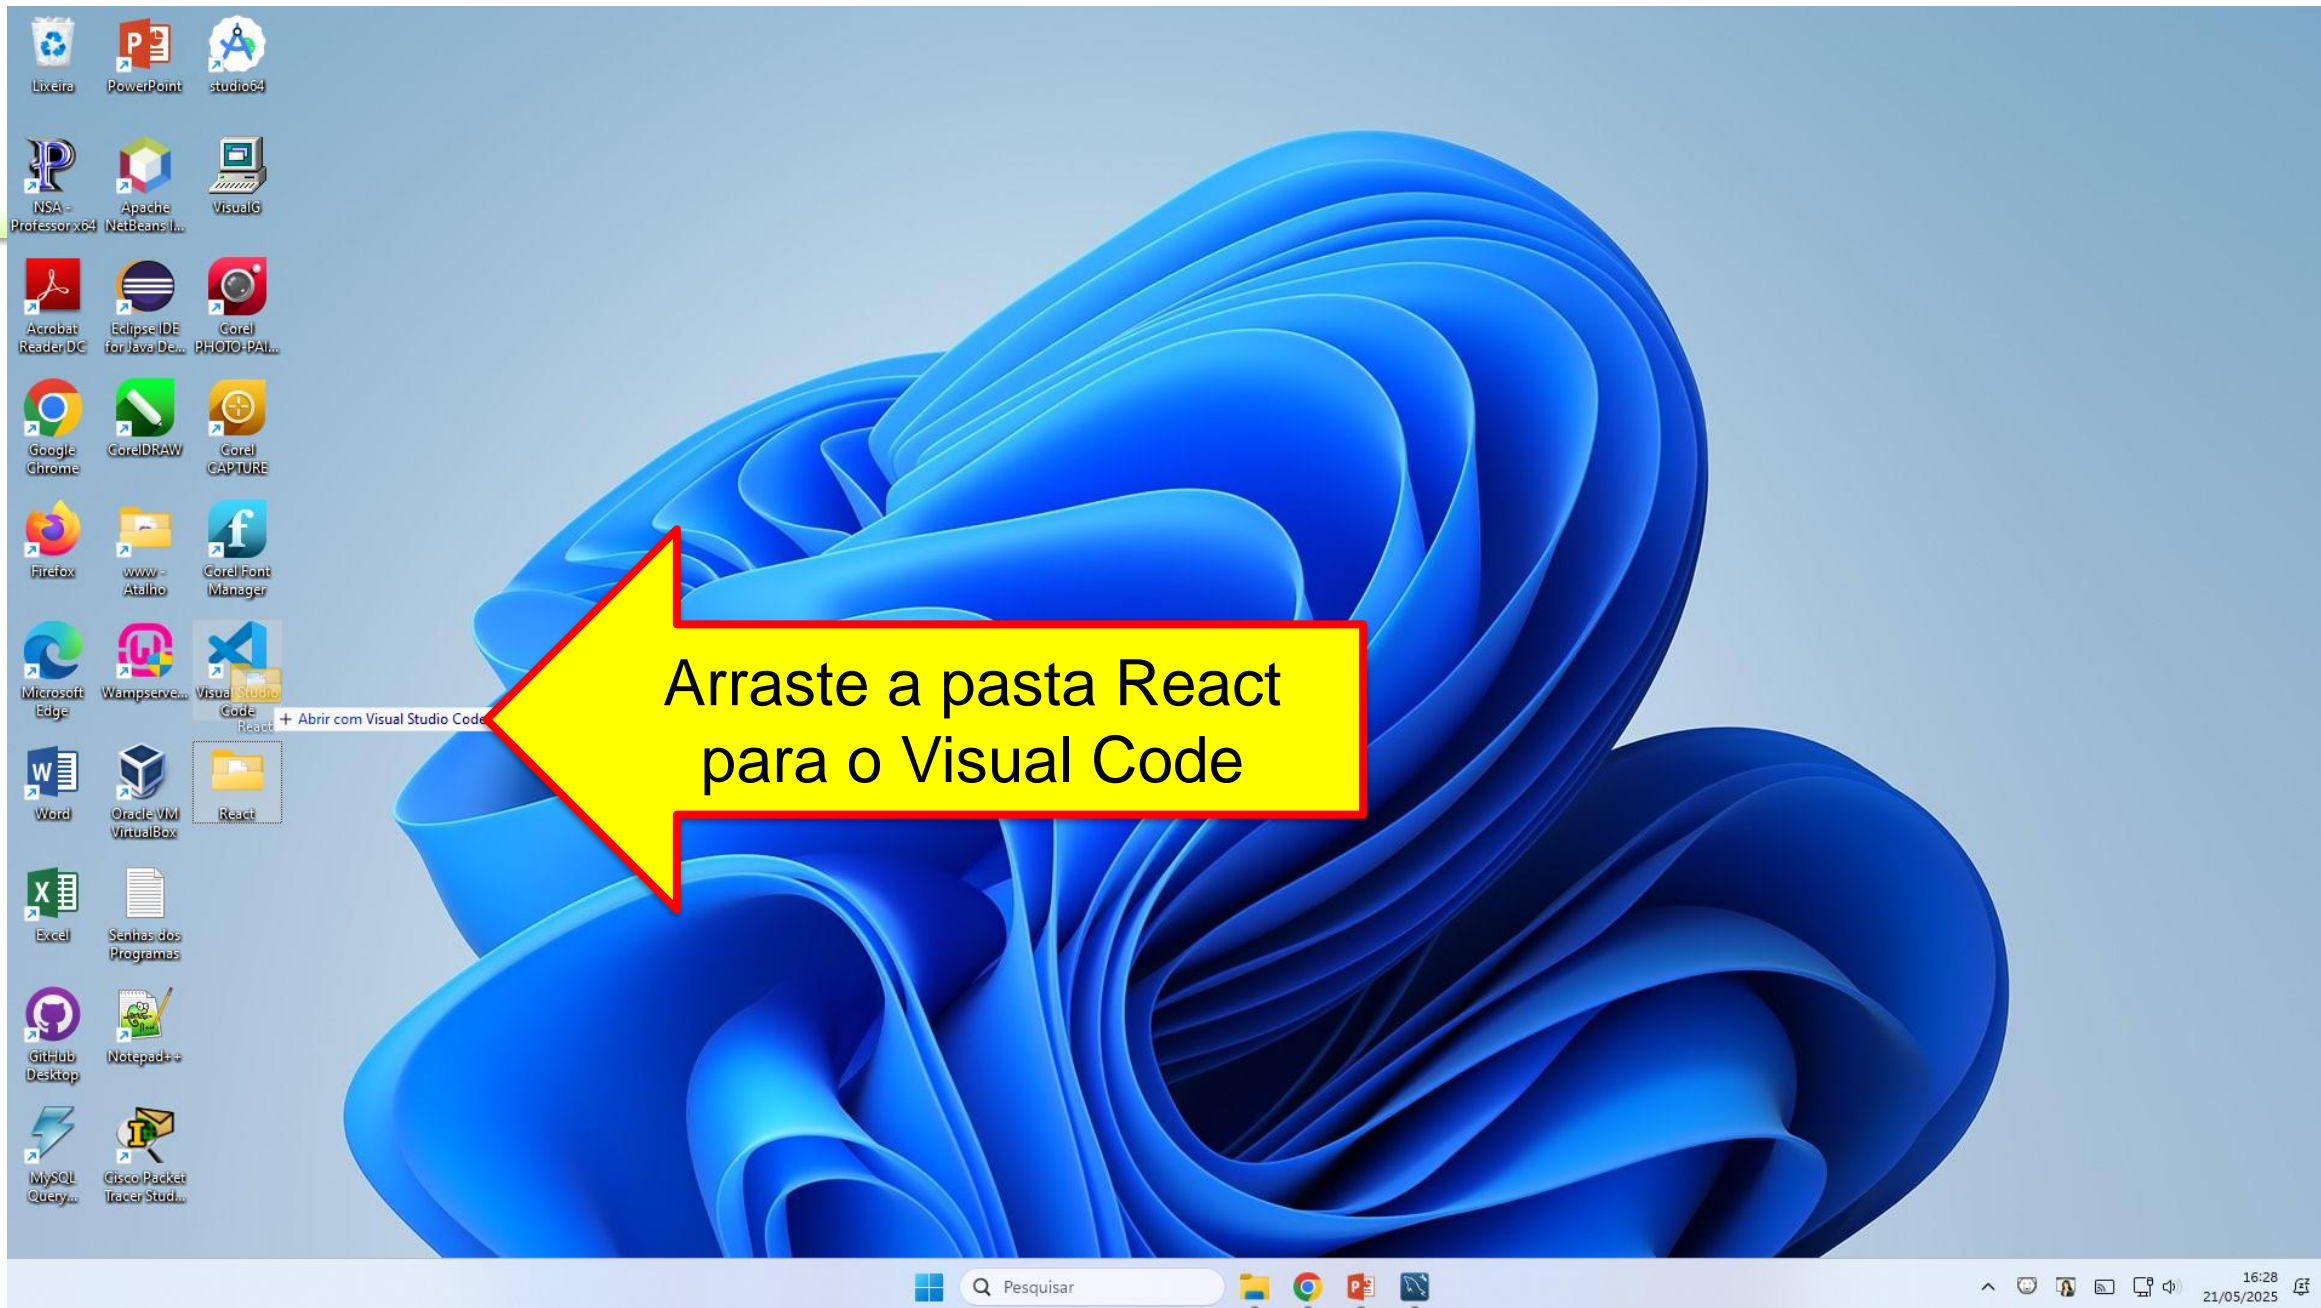 Lixeira
PowerPoint
studio64
NSA -
Professor x64
Apache
NetBeans I...
VisualG
Acrobat
Reader DC
Eclipse IDE
for Java De...
Corel
PHOTO-PAI...
Google
Chrome
CorelDRAW
Corel
CAPTURE
Firefox
www -
Atalho
Corel Font
Manager
Microsoft
Edge
Wampserve...
Visual Studio
Code
React
+ Abrir com Visual Studio Code
Arraste a pasta React
para o Visual Code
Word
Oracle VM
VirtualBox
React
Excel
Senhas dos
Programas
GitHub
Desktop
Notepad++
MySQL
Query...
Cisco Packet
Tracer Stud...
Pesquisar
16:28
21/05/2025